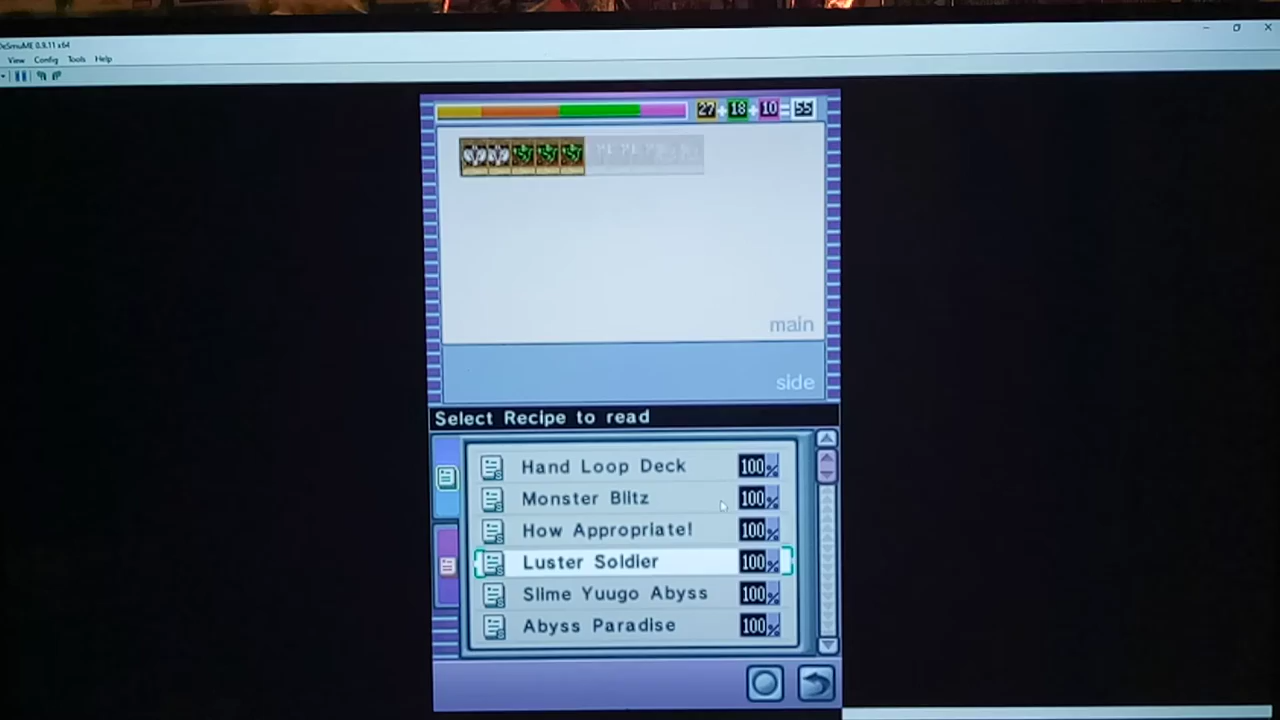 DeSmuME 0.9.11 x64
View Config Tools Help
27+18+10=55
main
side
Select Recipe to read
Hand Loop Deck 100%
Monster Blitz 100%
How Appropriate! 100%
Luster Soldier 100%
Slime Yuugo Abyss 100%
Abyss Paradise 100%